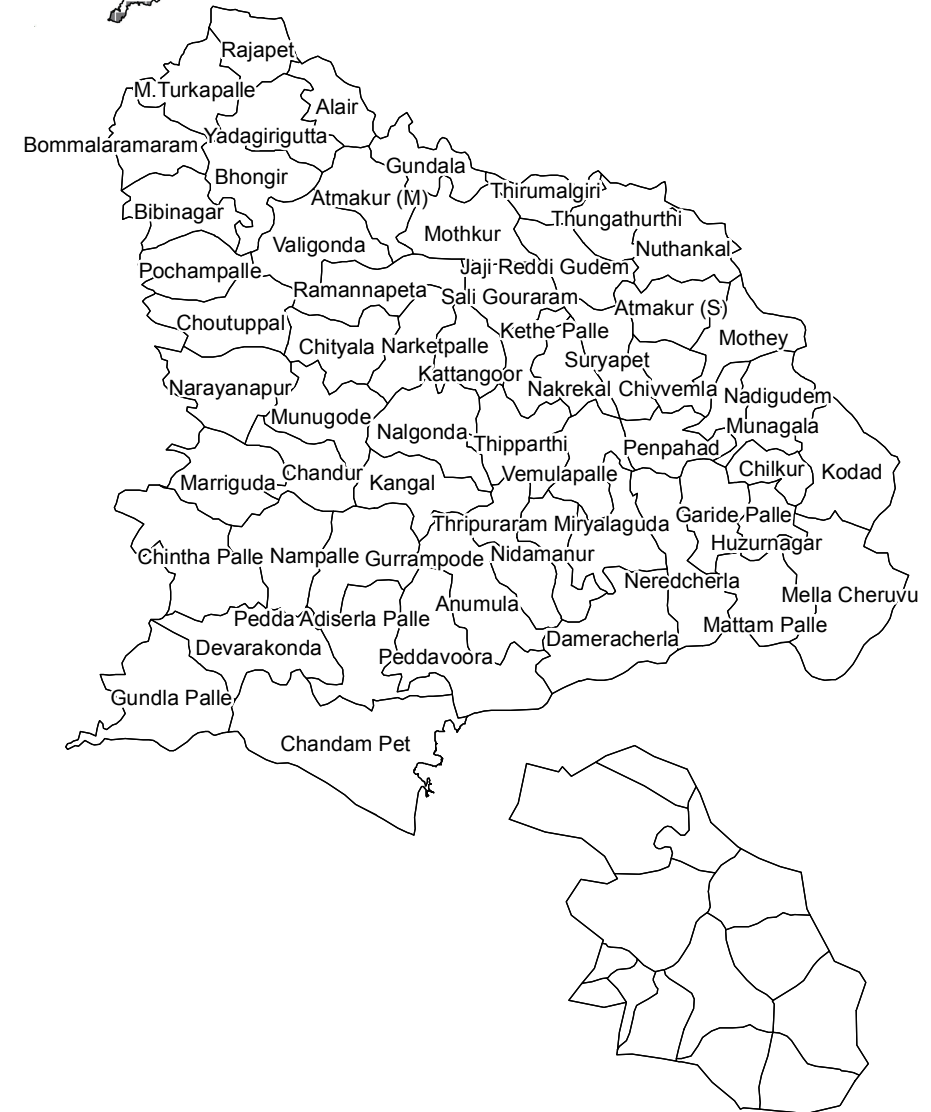 Rajapet
M.Turkapalle
Alair
Bommalaramaram
Yadagirigutta
Gundala
Bhongir
Thirumalgiri
Atmakur (M)
Bibinagar
Thungathurthi
Mothkur
Valigonda
Nuthankal
Pochampalle
Jaji Reddi Gudem
Ramannapeta
Sali Gouraram
Atmakur (S)
Choutuppal
Kethe Palle
Mothey
Chityala
Narketpalle
Suryapet
Kattangoor
Narayanapur
Nakrekal
Chivvemla
Nadigudem
Munugode
Munagala
Nalgonda
Thipparthi
Penpahad
Chilkur
Kodad
Marriguda
Chandur
Kangal
Vemulapalle
Garide Palle
Thripuraram
Miryalaguda
Huzurnagar
Chintha Palle
Nampalle
Gurrampode
Nidamanur
Neredcherla
Mella Cheruvu
Anumula
Pedda Adiserla Palle
Mattam Palle
Devarakonda
Dameracherla
Peddavoora
Gundla Palle
Chandam Pet